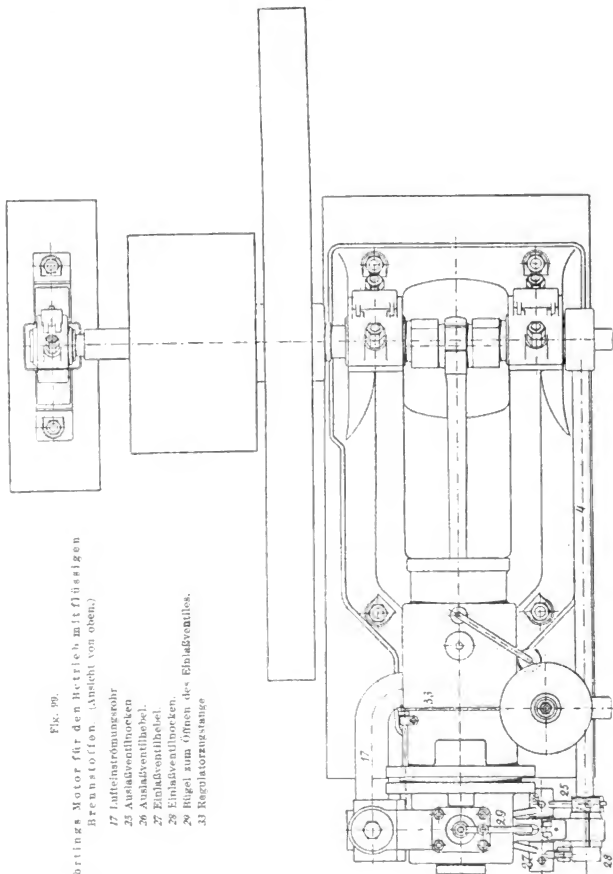 Fig. 99.
ortings Motor für den Betrieb mit flüssigen
Brennstoffen (Ansicht von oben.)
17 Lufteinströmungsrohr
25 Auslaßventilnocken
26 Auslaßventilhebel.
27 Einlaßventilhebel.
28 Einlaßventilnocken.
29 Bügel zum Öffnen des Einlaßventiles.
33 Regulatorzugstange
17
33
4
29
25
27
28